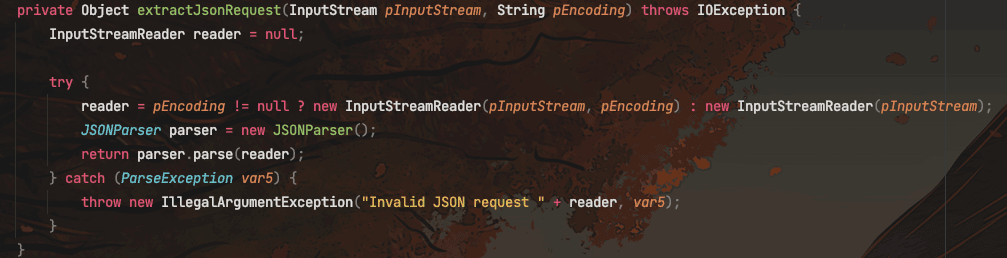 private Object extractJsonRequest(InputStream pInputStream, String pEncoding) throws IOException {
InputStreamReader reader = null;
try {
reader = pEncoding != null ? new InputStreamReader(pInputStream, pEncoding) : new InputStreamReader(pInputStream);
JSONParser parser = new JSONParser();
return parser.parse(reader);
} catch (ParseException var5) {
throw new IllegalArgumentException("Invalid JSON request " + reader, var5);
}
}